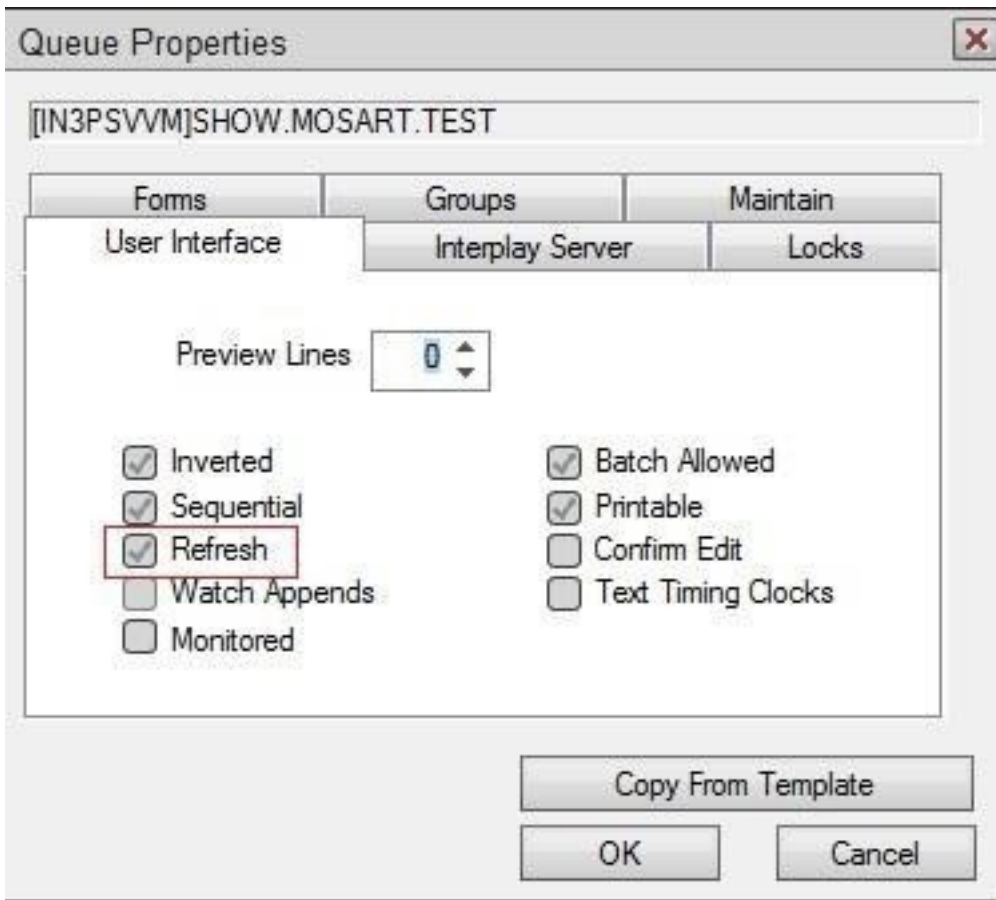 Queue Properties
[IN3PSVVM]SHOW.MOSART.TEST
Forms Groups Maintain
User Interface Interplay Server Locks
Preview Lines 0
Inverted Batch Allowed
Sequential Printable
Refresh Confirm Edit
Watch Appends Text Timing Clocks
Monitored
Copy From Template
OK Cancel